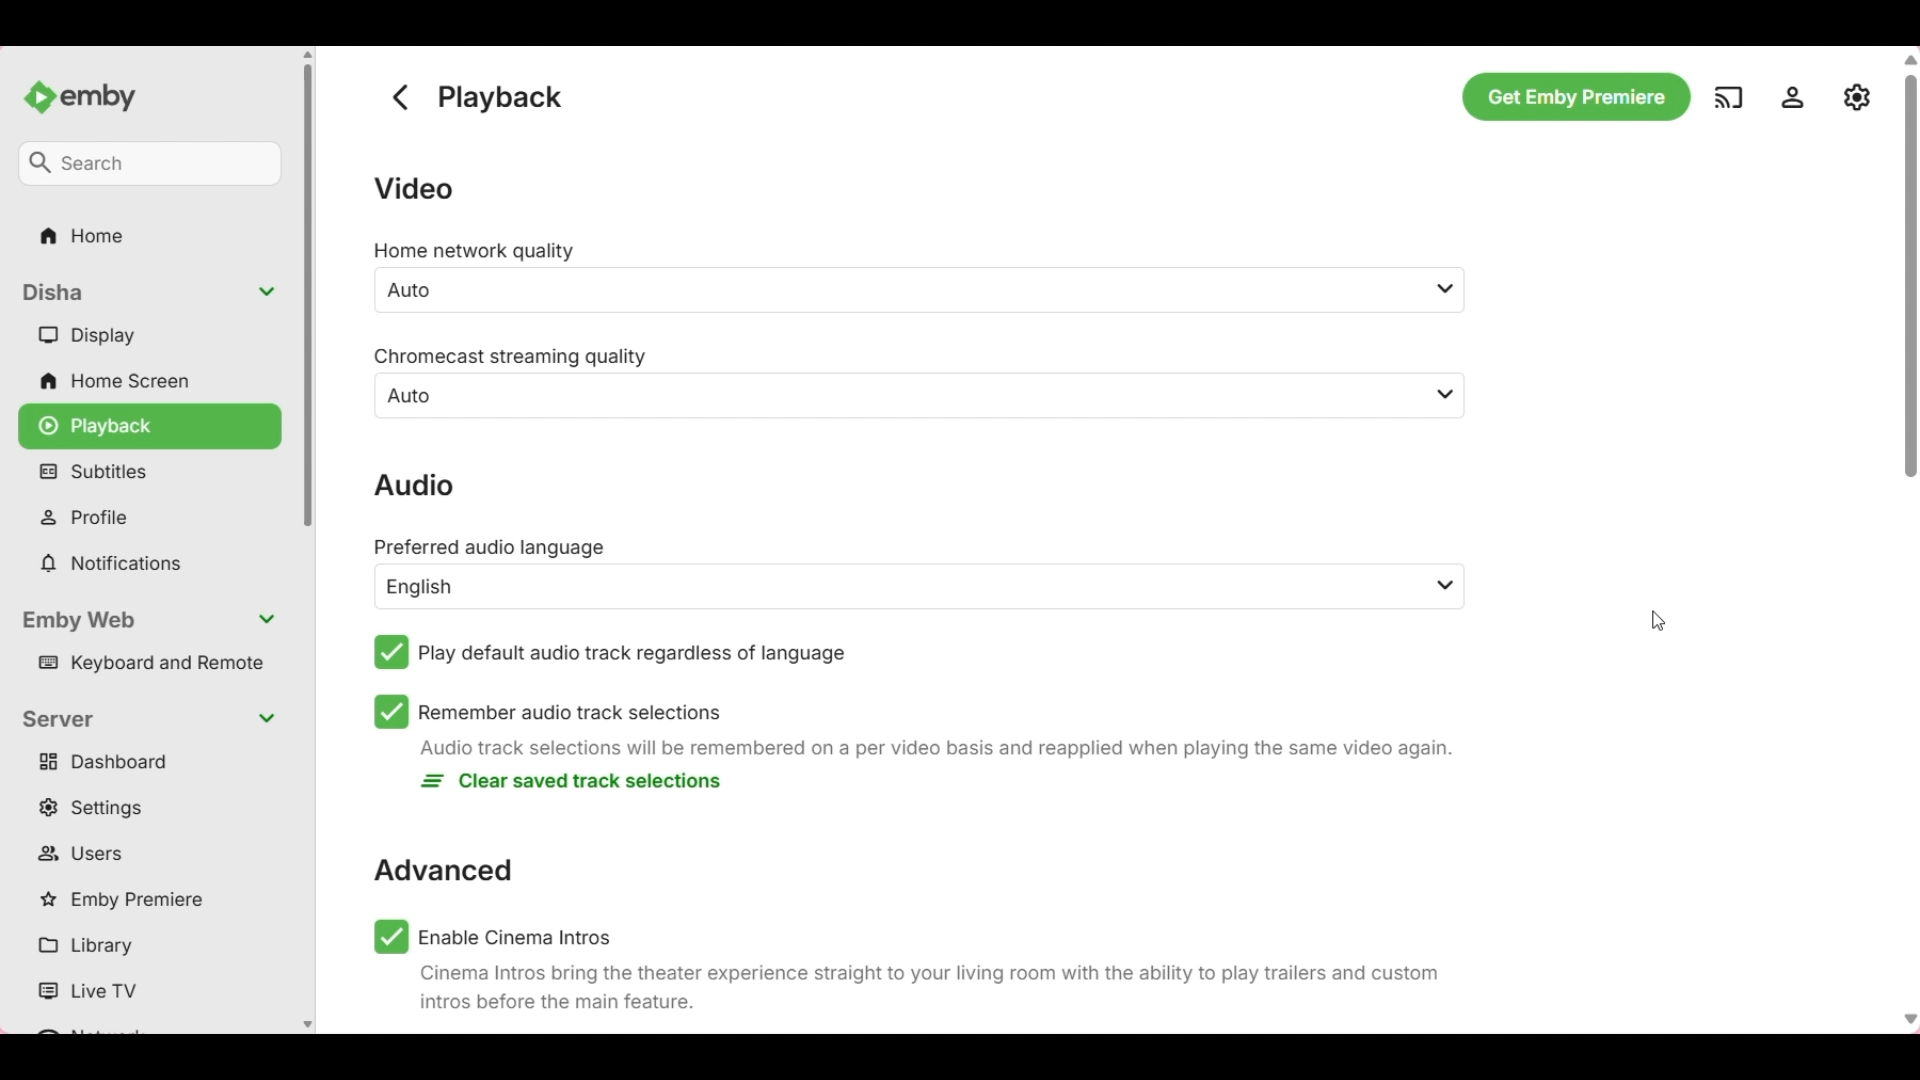 emby
Search
Home
Disha
Display
Home Screen
Playback
Subtitles
Profile
Notifications
Emby Web
Keyboard and Remote
Server
Dashboard
Settings
Users
Emby Premiere
Library
Live TV
Playback
Get Emby Premiere
Video
Home network quality
Auto
Chromecast streaming quality
Auto
Audio
Preferred audio language
English
Play default audio track regardless of language
Remember audio track selections
Audio track selections will be remembered on a per video basis and reapplied when playing the same video again.
Clear saved track selections
Advanced
Enable Cinema Intros
Cinema Intros bring the theater experience straight to your living room with the ability to play trailers and custom
intros before the main feature.